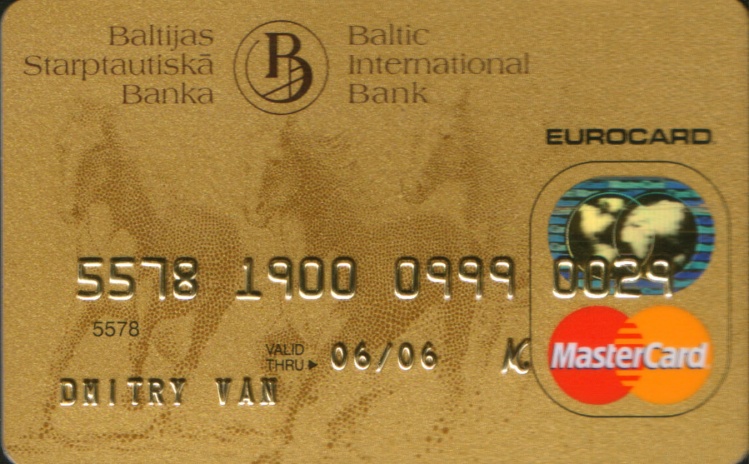 Baltijas
Starptautiskā
Banka
B
Baltic
International
Bank
EUROCARD
5578 1900 0999 0029
5578
VALID
THRU
06/06
MC
MasterCard
DMITRY VAN